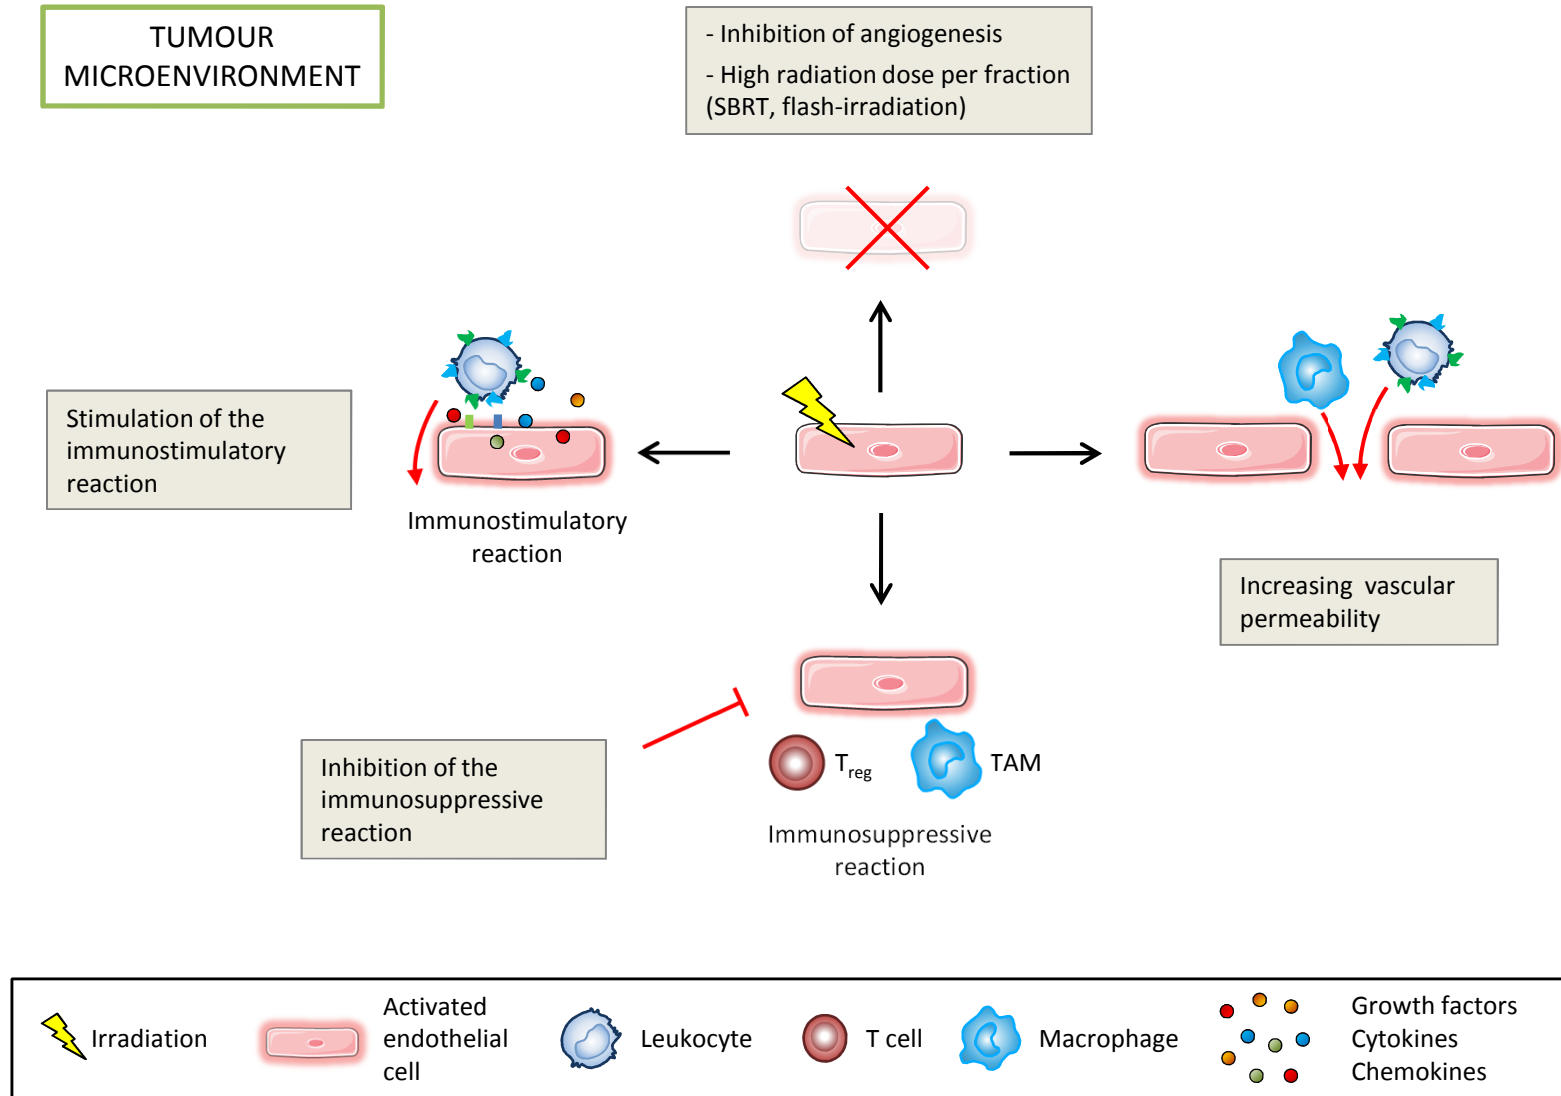 TUMOUR
MICROENVIRONMENT
- Inhibition of angiogenesis
- High radiation dose per fraction
(SBRT, flash-irradiation)
Stimulation of the
immunostimulatory
reaction
Immunostimulatory
reaction
Increasing vascular
permeability
Inhibition of the
immunosuppressive
reaction
Treg
TAM
Immunosuppressive
reaction
Irradiation
Activated
endothelial
cell
Leukocyte
T cell
Macrophage
Growth factors
Cytokines
Chemokines